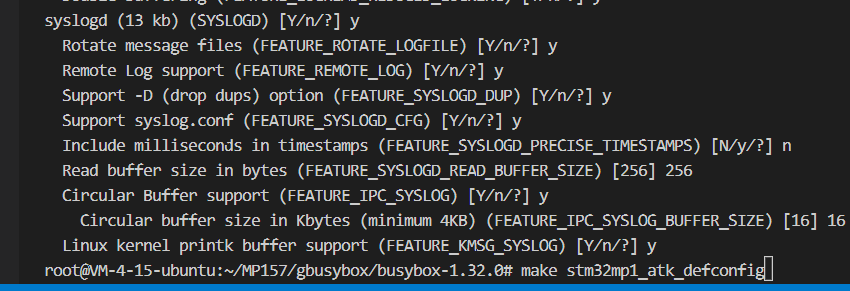 syslogd (13 kb) (SYSLOGD) [Y/n/?] y
Rotate message files (FEATURE_ROTATE_LOGFILE) [Y/n/?] y
Remote Log support (FEATURE_REMOTE_LOG) [Y/n/?] y
Support -D (drop dups) option (FEATURE_SYSLOGD_DUP) [Y/n/?] y
Support syslog.conf (FEATURE_SYSLOGD_CFG) [Y/n/?] y
Include milliseconds in timestamps (FEATURE_SYSLOGD_PRECISE_TIMESTAMPS) [N/y/?] n
Read buffer size in bytes (FEATURE_SYSLOGD_READ_BUFFER_SIZE) [256] 256
Circular Buffer support (FEATURE_IPC_SYSLOG) [Y/n/?] y
Circular buffer size in Kbytes (minimum 4KB) (FEATURE_IPC_SYSLOG_BUFFER_SIZE) [16] 16
Linux kernel printk buffer support (FEATURE_KMSG_SYSLOG) [Y/n/?] y
root@VM-4-15-ubuntu:~/MP157/gbusybox/busybox-1.32.0# make stm32mp1_atk_defconfig